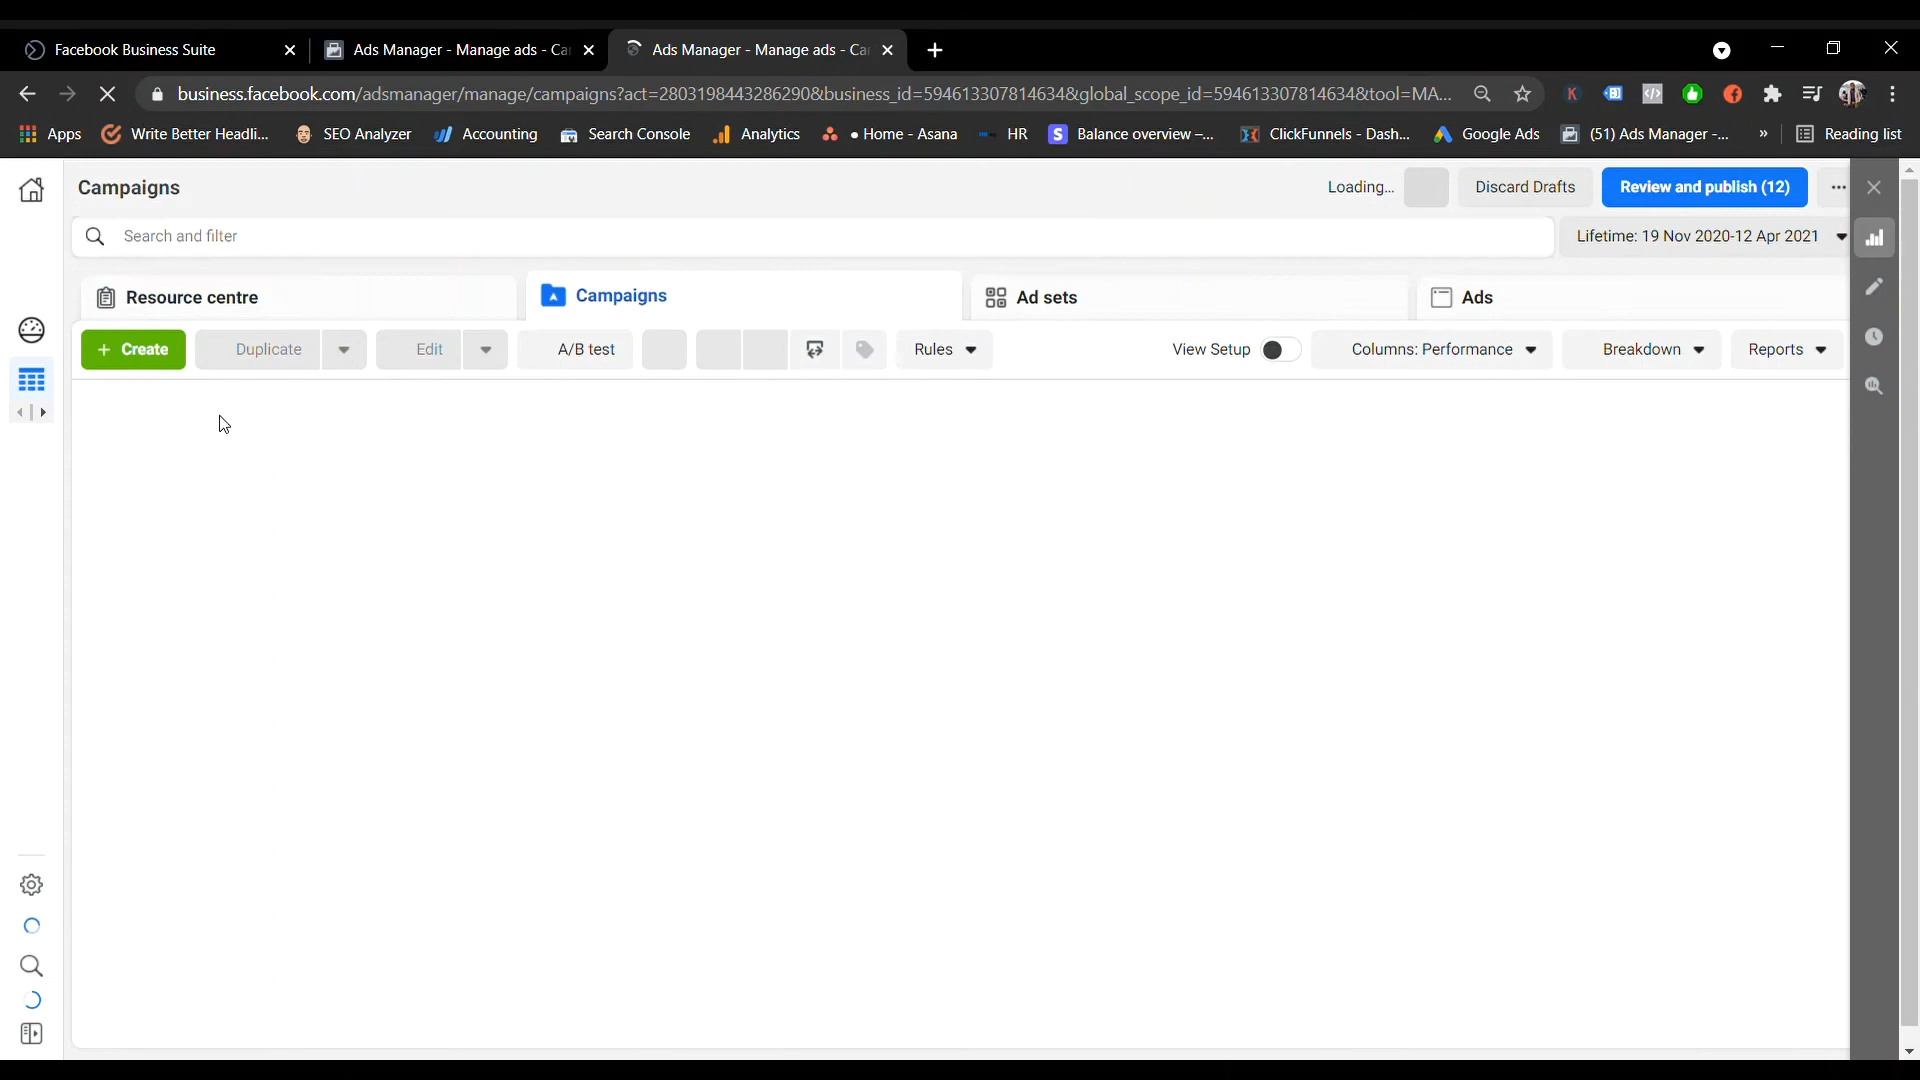 Facebook Business Suite
Ads Manager - Manage ads - Ca
Ads Manager - Manage ads - Ca
business.facebook.com/adsmanager/manage/campaigns?act=2803198443286290&business_id=594613307814634&global_scope_id=594613307814634&tool=MA...
Apps
Write Better Headli...
SEO Analyzer
Accounting
Search Console
Analytics
• Home - Asana
HR
S
Balance overview –...
ClickFunnels - Dash...
Google Ads
(51) Ads Manager -...
»
Reading list
Campaigns
Loading...
Discard Drafts
Review and publish (12)
Search and filter
Lifetime: 19 Nov 2020-12 Apr 2021
Resource centre
Campaigns
Ad sets
Ads
+ Create
Duplicate
Edit
A/B test
Rules
View Setup
Columns: Performance
Breakdown
Reports